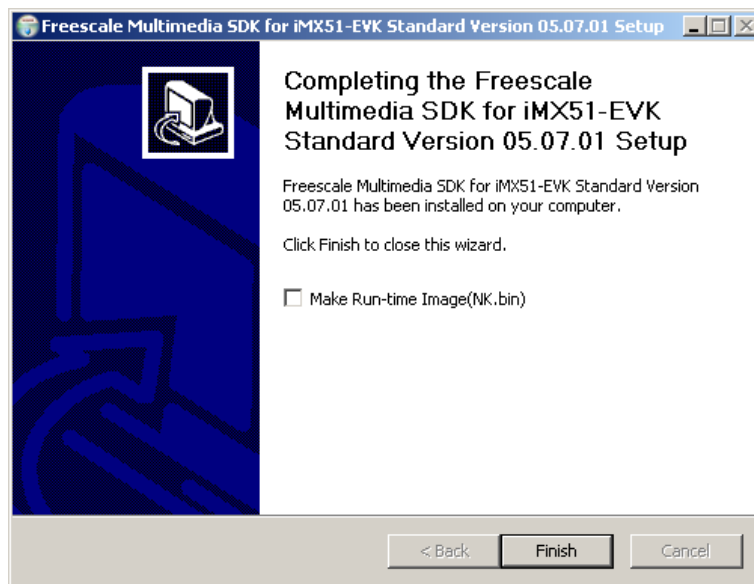 Freescale Multimedia SDK for iMX51-EVK Standard Version 05.07.01 Setup
Completing the Freescale
Multimedia SDK for iMX51-EVK
Standard Version 05.07.01 Setup
Freescale Multimedia SDK for iMX51-EVK Standard Version
05.07.01 has been installed on your computer.
Click Finish to close this wizard.
Make Run-time Image(NK.bin)
< Back Finish Cancel